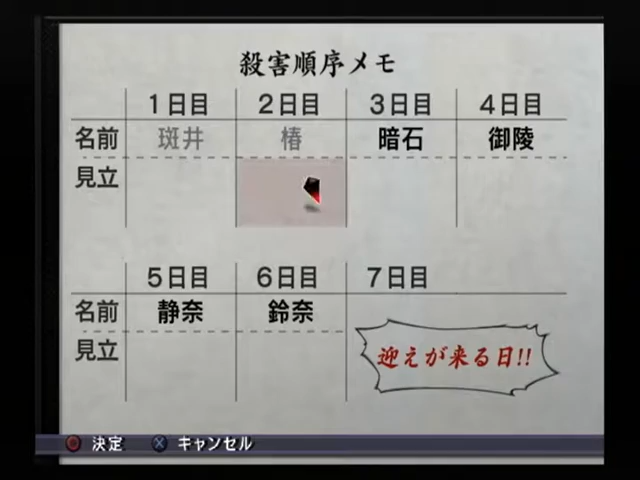 殺害順序メモ
1日目 2日目 3日目 4日目
名前 斑井 椿 暗石 御陵
見立
5日目 6日目 7日目
名前 静奈 鈴奈
見立
迎えが来る日!!
決定 キャンセル